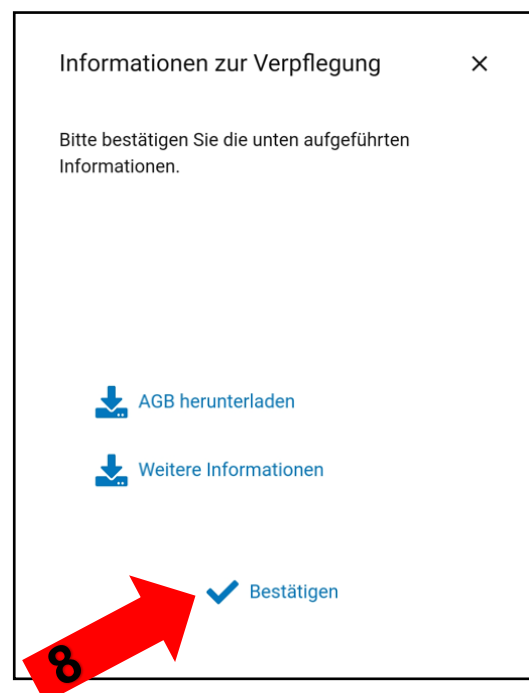 Informationen zur Verpflegung
Bitte bestätigen Sie die unten aufgeführten
Informationen.
AGB herunterladen
Weitere Informationen
Bestätigen
8